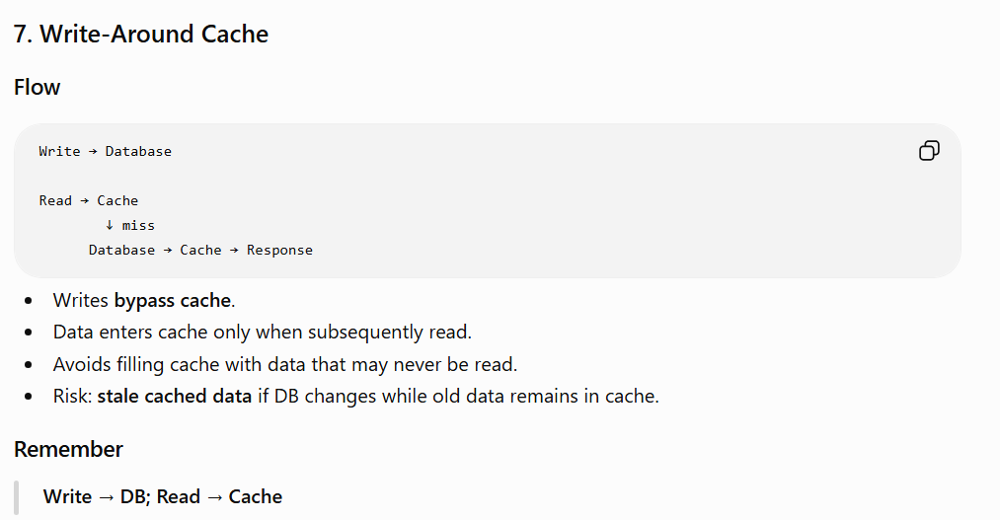 7. Write-Around Cache
Flow
Write → Database
Read → Cache
↓ miss
Database → Cache → Response
Writes bypass cache.
Data enters cache only when subsequently read.
Avoids filling cache with data that may never be read.
Risk: stale cached data if DB changes while old data remains in cache.
Remember
Write → DB; Read → Cache